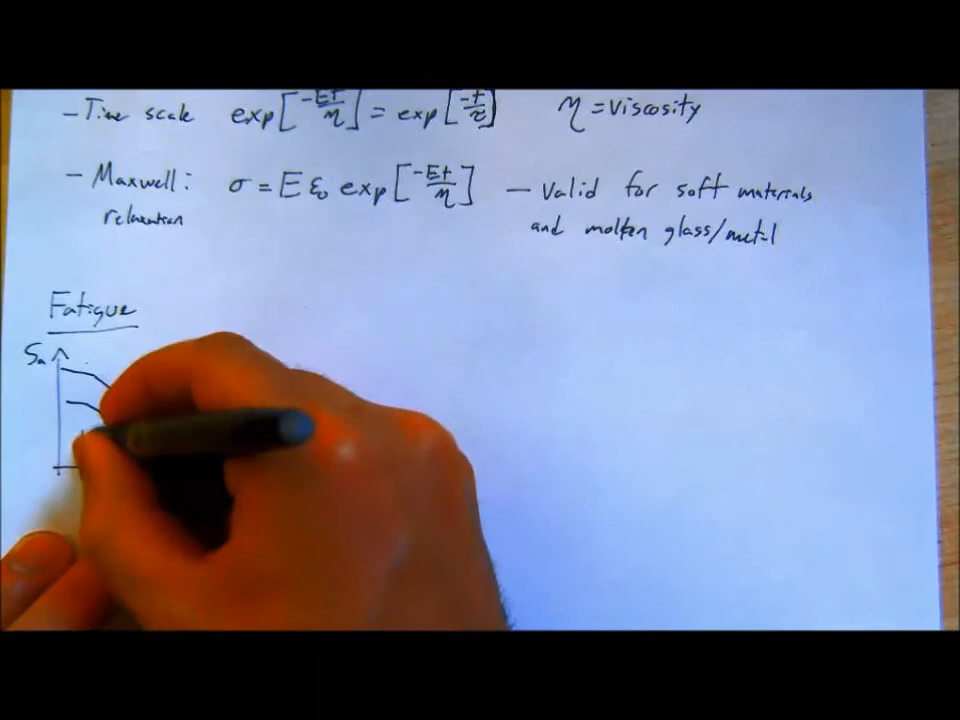 - Time scale exp[-Et/η] = exp[-t/τ] η = viscosity
- Maxwell: σ = E ε₀ exp[-Et/η] - Valid for soft materials
relaxation and molten glass/metal
Fatigue
Sa